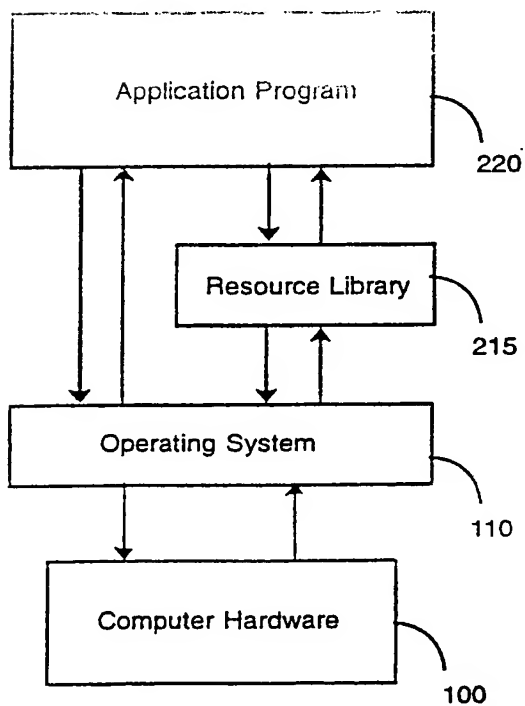 Application Program
220
Resource Library
215
Operating System
110
Computer Hardware
100